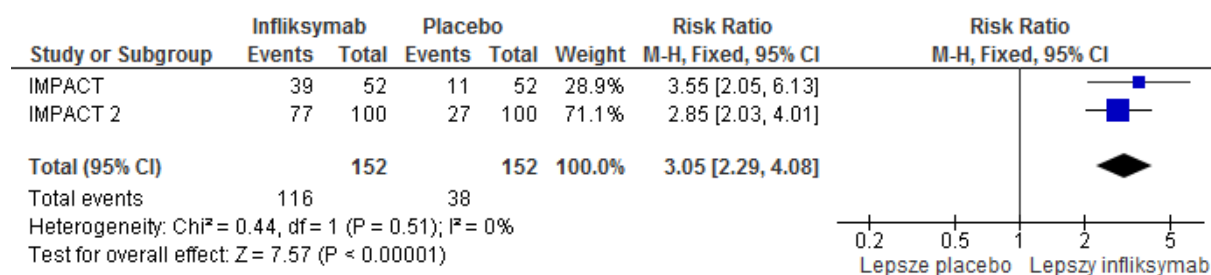 Infliksymab Placebo Risk Ratio Risk Ratio
Study or Subgroup Events Total Events Total Weight M-H, Fixed, 95% CI M-H, Fixed, 95% CI
IMPACT 39 52 11 52 28.9% 3.55 [2.05, 6.13]
IMPACT 2 77 100 27 100 71.1% 2.85 [2.03, 4.01]
Total (95% CI) 152 152 100.0% 3.05 [2.29, 4.08]
Total events 116 38
Heterogeneity: Chi² = 0.44, df = 1 (P = 0.51); I² = 0%
Test for overall effect: Z = 7.57 (P < 0.00001)
0.2 0.5 1 2 5
Lepsze placebo Lepszy infliksymab